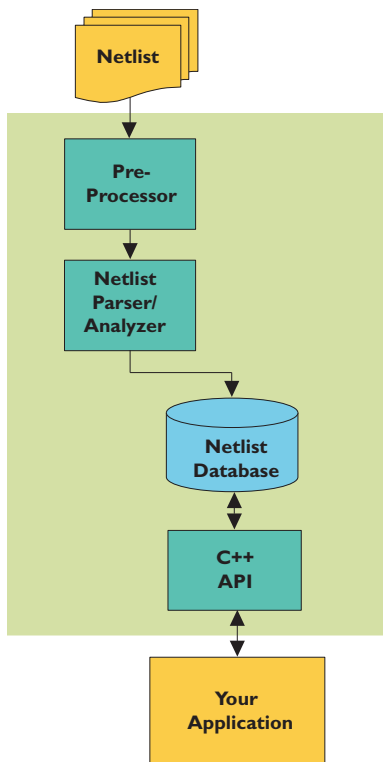 Netlist
Pre-
Processor
Netlist
Parser/
Analyzer
Netlist
Database
C++
API
Your
Application